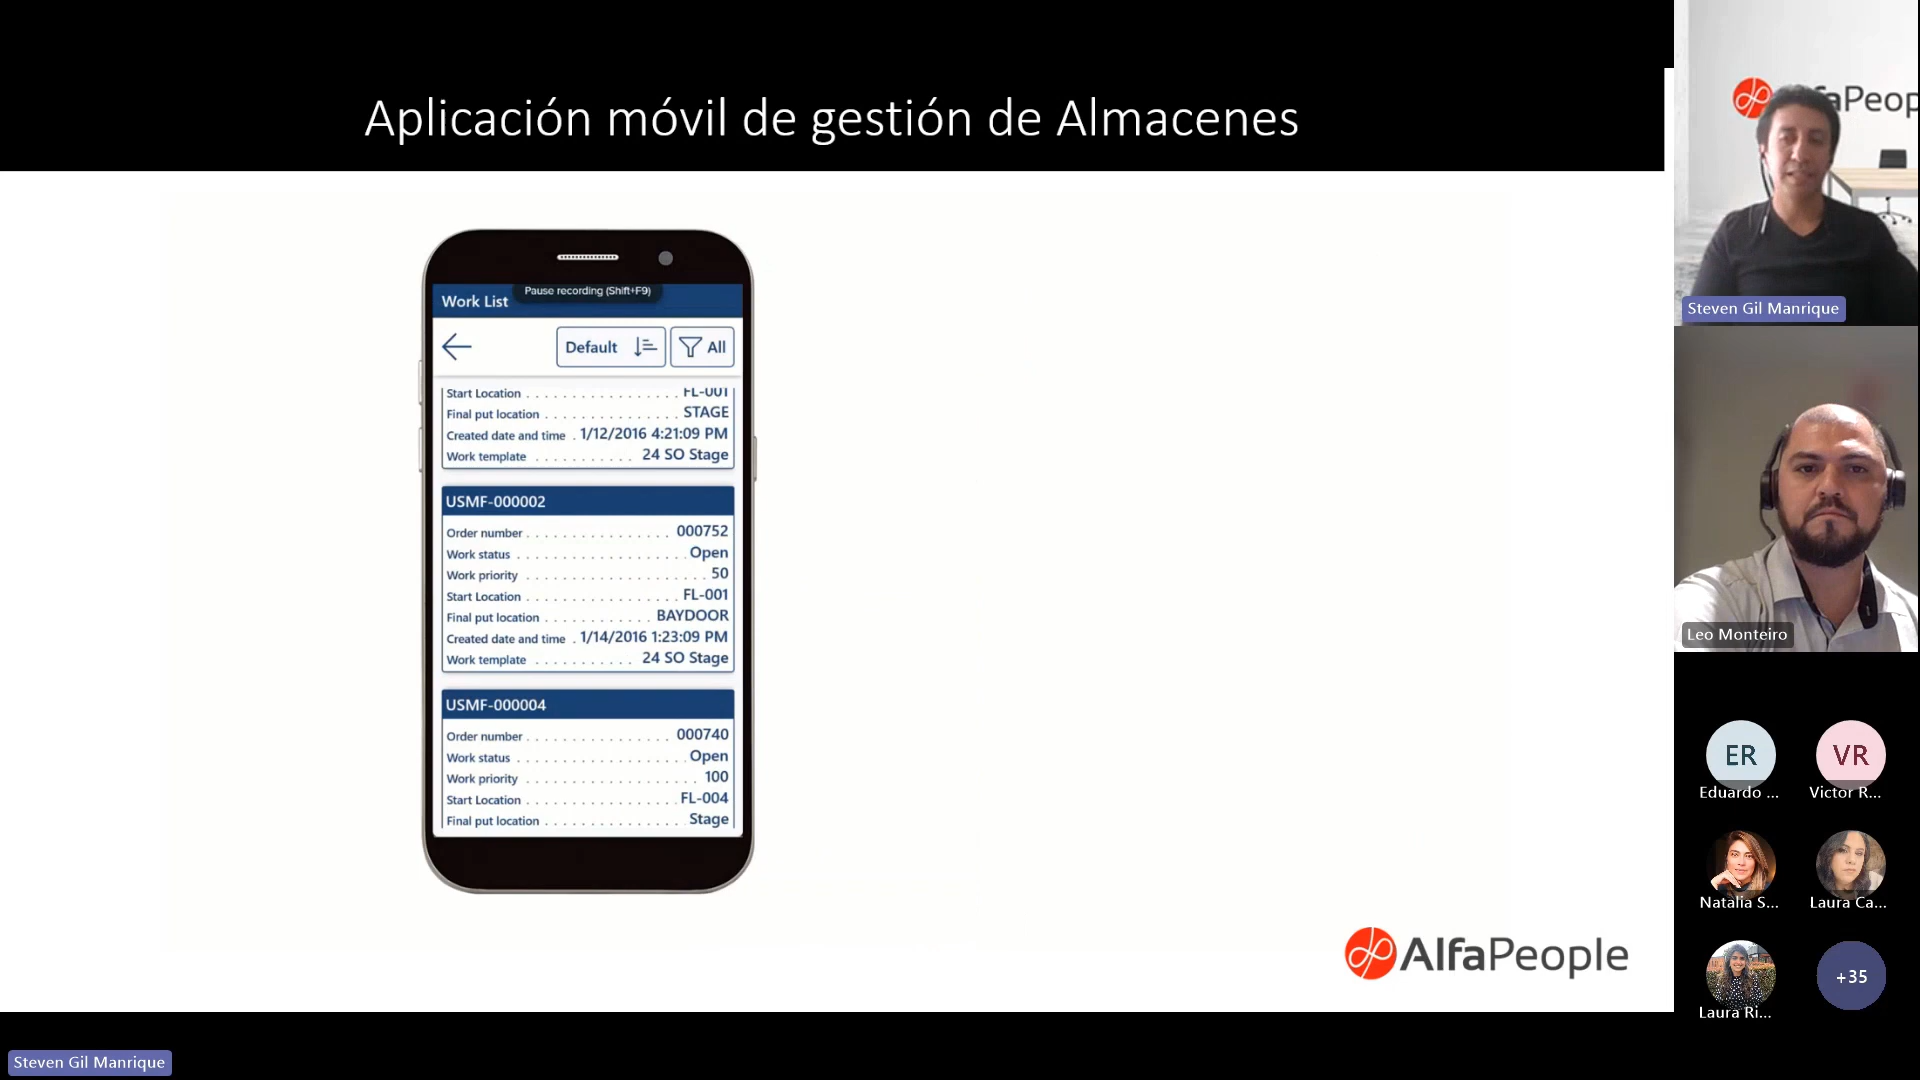 Aplicación móvil de gestión de Almacenes
Pause recording (Shift+F9)
Work List
Default
All
Start Location . . . . . . . . . . . . . . . . . FL-001
Final put location . . . . . . . . . . . . . . . STAGE
Created date and time . 1/12/2016 4:21:09 PM
Work template . . . . . . . . . . . 24 SO Stage
USMF-000002
Order number . . . . . . . . . . . . . . . . 000752
Work status . . . . . . . . . . . . . . . . . . . Open
Work priority . . . . . . . . . . . . . . . . . . . . 50
Start Location . . . . . . . . . . . . . . . . . FL-001
Final put location . . . . . . . . . . . . BAYDOOR
Created date and time . 1/14/2016 1:23:09 PM
Work template . . . . . . . . . . . 24 SO Stage
USMF-000004
Order number . . . . . . . . . . . . . . . . 000740
Work status . . . . . . . . . . . . . . . . . . . Open
Work priority . . . . . . . . . . . . . . . . . . . 100
Start Location . . . . . . . . . . . . . . . . . FL-004
Final put location . . . . . . . . . . . . . . . Stage
AlfaPeople
Steven Gil Manrique
faPeop
Steven Gil Manrique
Leo Monteiro
ER
VR
Eduardo ...
Victor R...
Natalia S...
Laura Ca...
+35
Laura Ri...